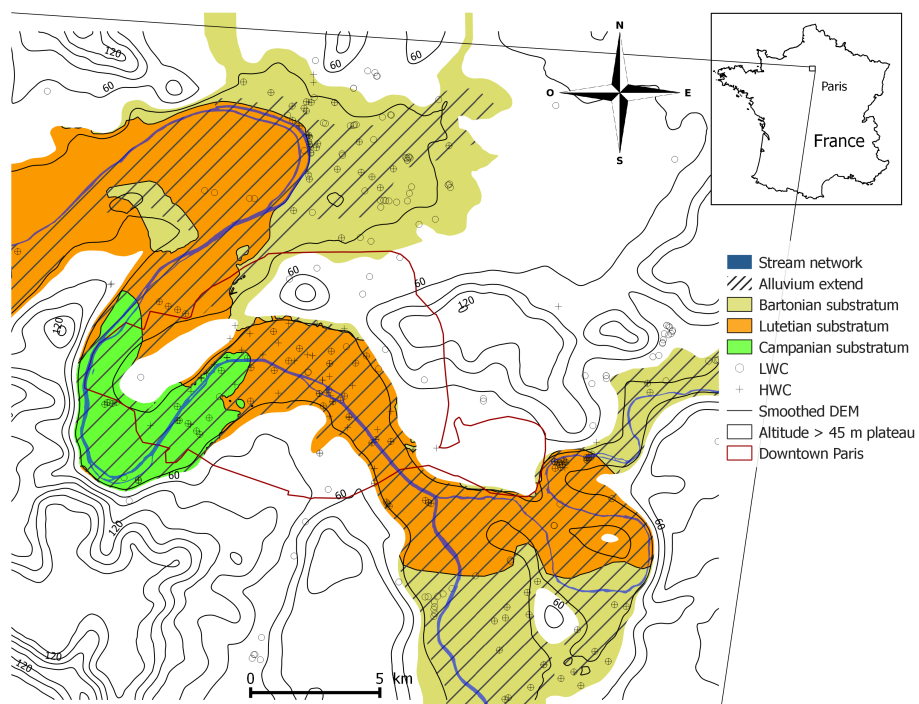 120
60
60
60
N
O
E
S
Paris
France
60
60
120
120
60
60
120
60
60
120
120
Stream network
Alluvium extend
Bartonian substratum
Lutetian substratum
Campanian substratum
LWC
HWC
Smoothed DEM
Altitude > 45 m plateau
Downtown Paris
0 5 km